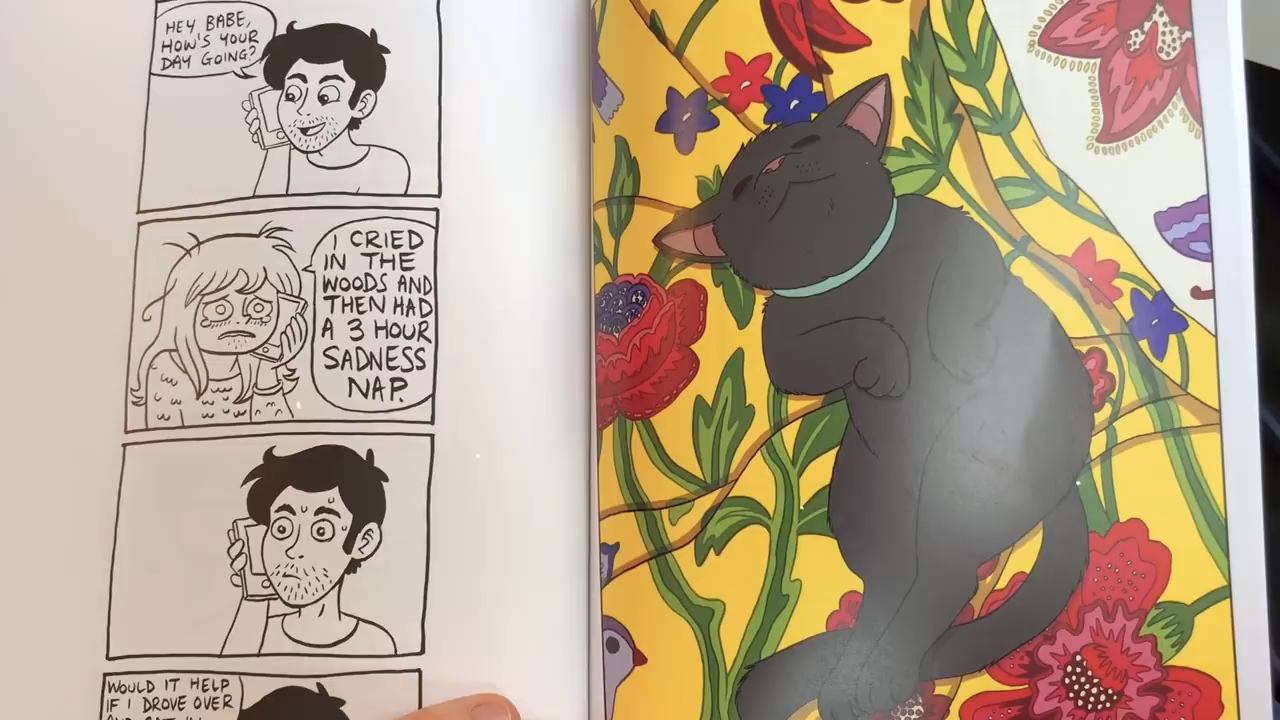 HEY BABE,
HOW'S YOUR
DAY GOING?
I CRIED
IN THE
WOODS AND
THEN HAD
A 3 HOUR
SADNESS
NAP.
WOULD IT HELP
IF I DROVE OVER